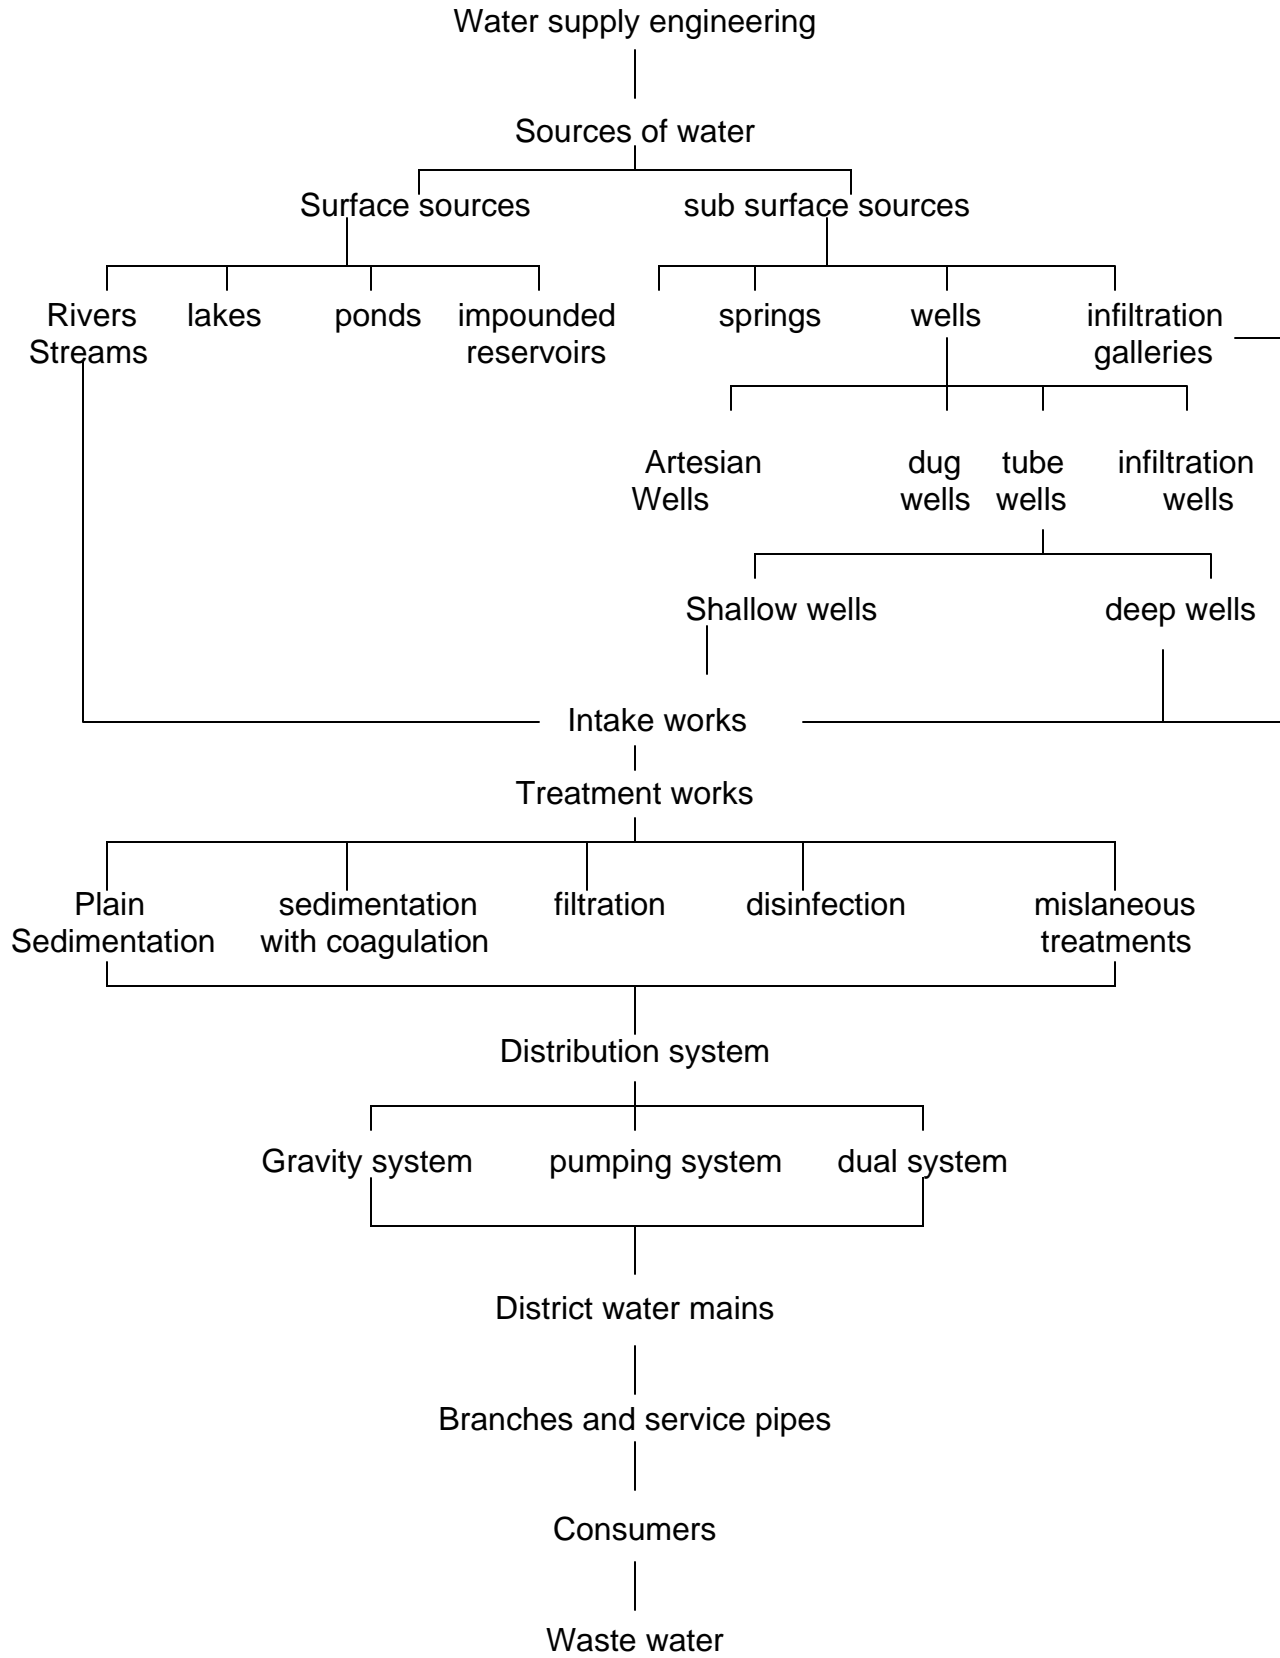 Water supply engineering
Sources of water
Surface sources sub surface sources
Rivers lakes ponds impounded springs wells infiltration
Streams reservoirs galleries
Artesian dug tube infiltration
Wells wells wells wells
Shallow wells deep wells
Intake works
Treatment works
Plain sedimentation filtration disinfection mislaneous
Sedimentation with coagulation treatments
Distribution system
Gravity system pumping system dual system
District water mains
Branches and service pipes
Consumers
Waste water